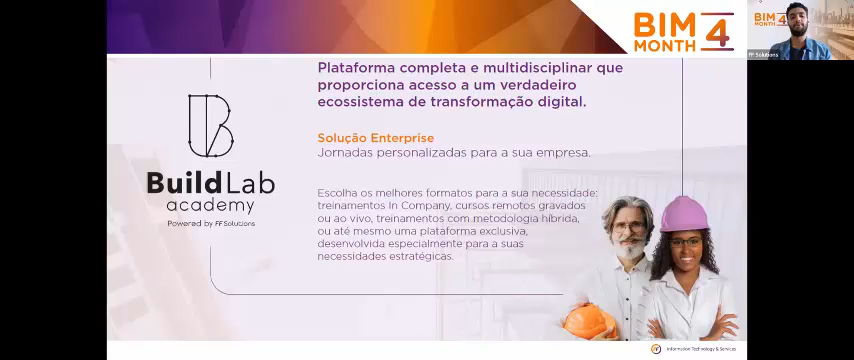 BIM
MONTH 4
BIM 4
MONTH
FF Solutions
Plataforma completa e multidisciplinar que
proporciona acesso a um verdadeiro
ecossistema de transformação digital.
Solução Enterprise
Jornadas personalizadas para a sua empresa.
BuildLab
academy
Powered by FF Solutions
Escolha os melhores formatos para a sua necessidade:
treinamentos In Company, cursos remotos gravados
ou ao vivo, treinamentos com metodologia híbrida,
ou até mesmo uma plataforma exclusiva,
desenvolvida especialmente para a suas
necessidades estratégicas.
Information Technology & Services